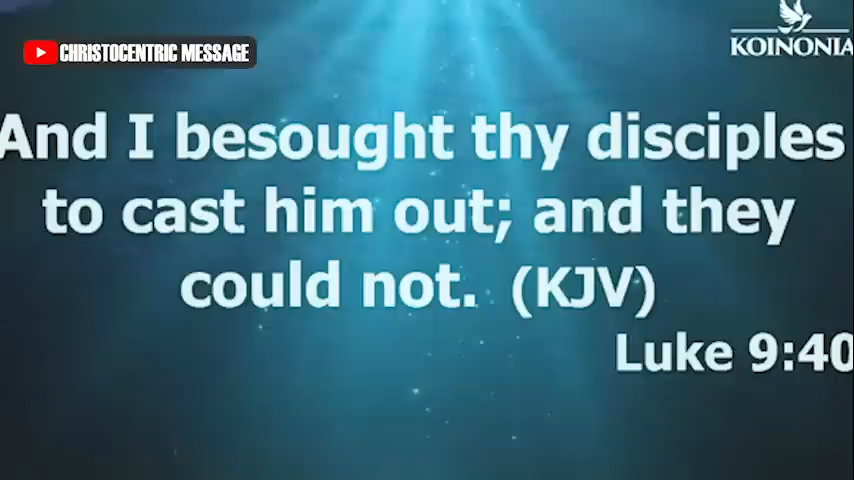 CHRISTOCENTRIC MESSAGE
KOINONIA
And I besought thy disciples
to cast him out; and they
could not. (KJV)
Luke 9:40